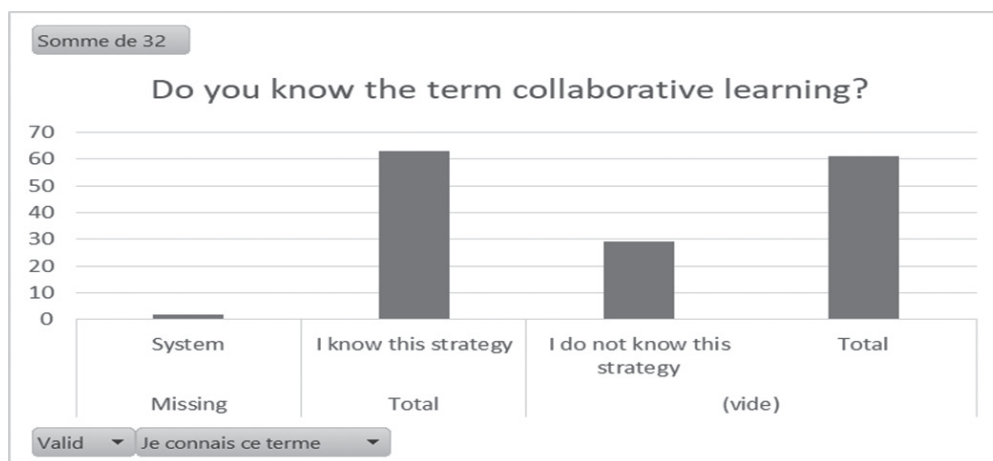 Somme de 32
Do you know the term collaborative learning?
70
60
50
40
30
20
10
0
System
I know this strategy
I do not know this
strategy
Total
Missing
Total
(vide)
Valid
Je connais ce terme